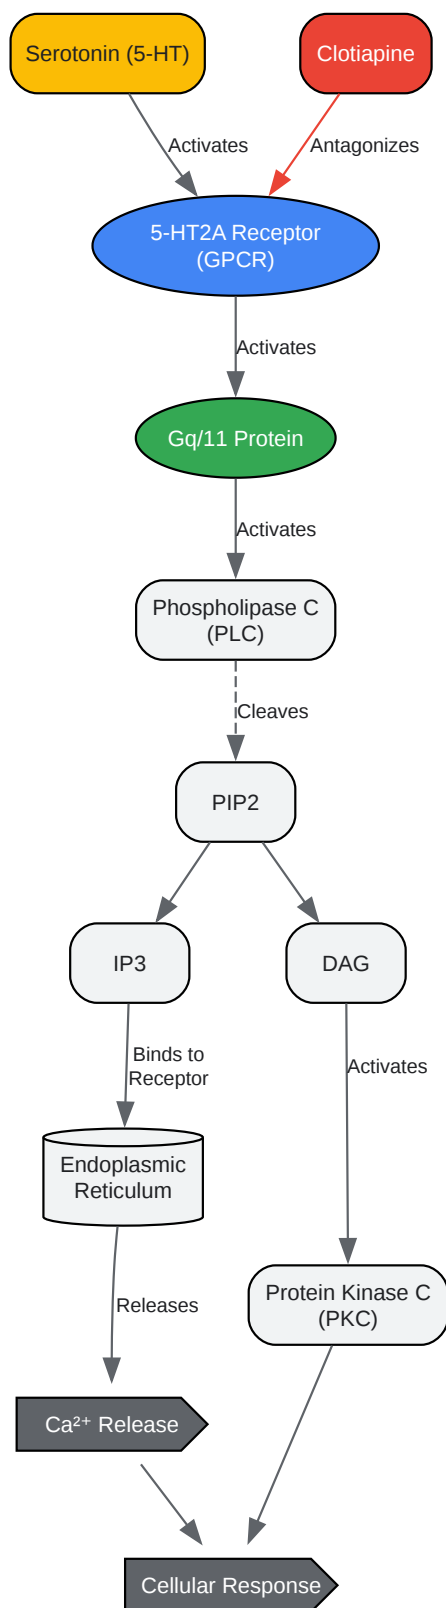 Serotonin (5-HT)
Clotiapine
Activates
Antagonizes
5-HT2A Receptor
(GPCR)
Activates
Gq/11 Protein
Activates
Phospholipase C
(PLC)
Cleaves
PIP2
IP3
DAG
Binds to
Receptor
Activates
Endoplasmic
Reticulum
Releases
Protein Kinase C
(PKC)
Ca²⁺ Release
Cellular Response